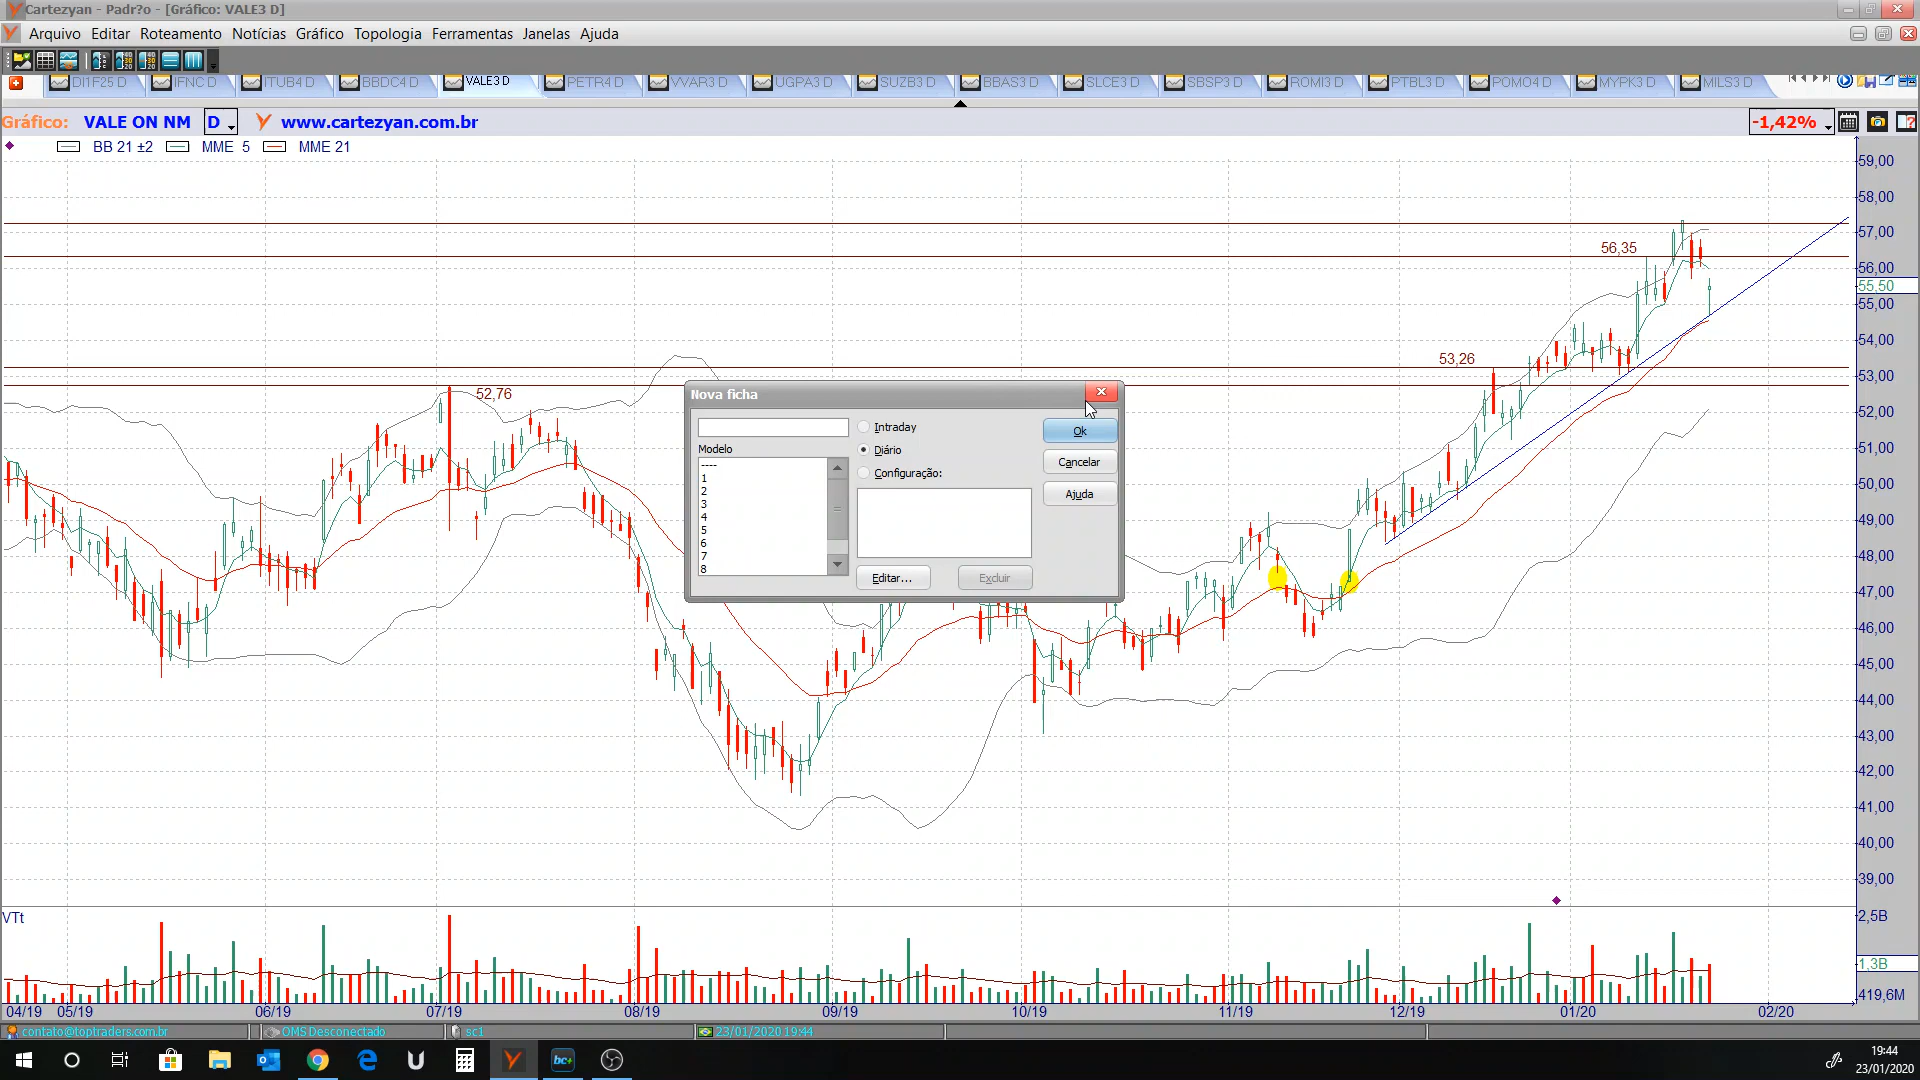 Cartezyan - Padr?o - [Gráfico: VALE3 D]
Arquivo Editar Roteamento Notícias Gráfico Topologia Ferramentas Janelas Ajuda
DI1F25 D IFNC D ITUB4 D BBDC4 D VALE3 D PETR4 D VVAR3 D UGPA3 D SUZB3 D BBAS3 D SLCE3 D SBSP3 D ROMI3 D PTBL3 D POMO4 D MYPK3 D MILS3 D
Gráfico: VALE ON NM D www.cartezyan.com.br -1,42%
BB 21 ±2 MME 5 MME 21
59,00
58,00
57,00
56,35
56,00
55,50
55,00
54,00
53,26
53,00
52,76
52,00
51,00
50,00
49,00
48,00
47,00
46,00
45,00
44,00
43,00
42,00
41,00
40,00
39,00
Nova ficha
Modelo
----
1
2
3
4
5
6
7
8
Intraday
Diário
Configuração:
Editar...
Excluir
Ok
Cancelar
Ajuda
VTt
2,5B
1,3B
419,6M
04/19 05/19 06/19 07/19 08/19 09/19 10/19 11/19 12/19 01/20 02/20
contato@toptraders.com.br OMS Desconectado sc1 23/01/2020 19:44
bc+
19:44
23/01/2020